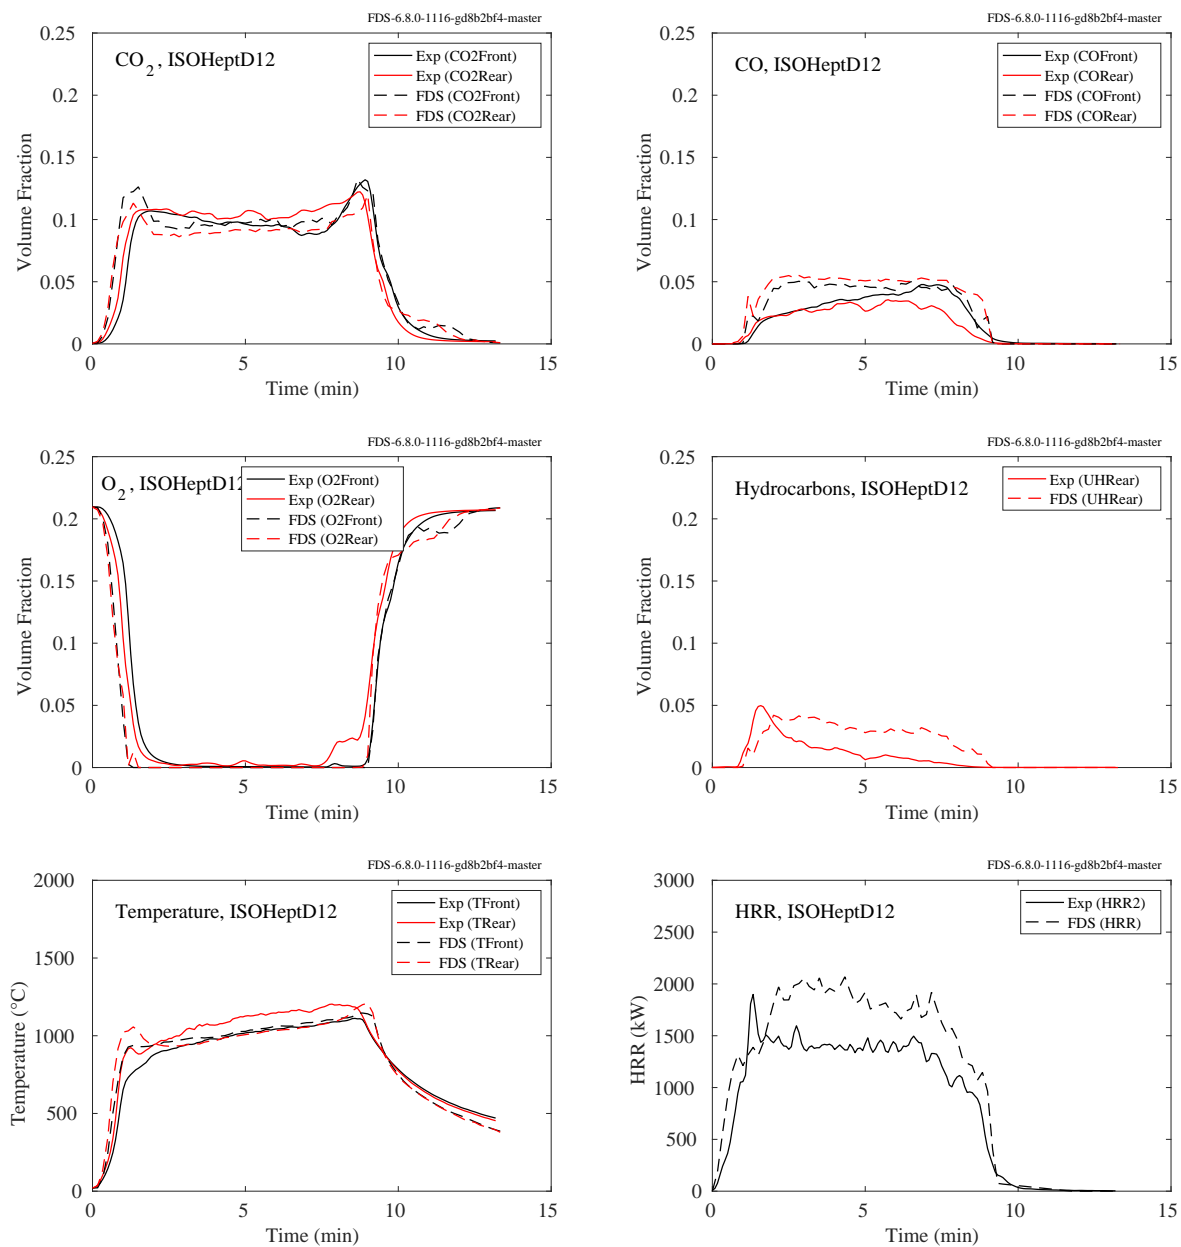 FDS-6.8.0-1116-gd8b2bf4-master
CO2, ISOHeptD12
Exp (CO2Front)
Exp (CO2Rear)
FDS (CO2Front)
FDS (CO2Rear)
0.25
0.2
0.15
0.1
0.05
0
0 5 10 15
Volume Fraction
Time (min)
FDS-6.8.0-1116-gd8b2bf4-master
CO, ISOHeptD12
Exp (COFront)
Exp (CORear)
FDS (COFront)
FDS (CORear)
0.25
0.2
0.15
0.1
0.05
0
0 5 10 15
Volume Fraction
Time (min)
FDS-6.8.0-1116-gd8b2bf4-master
O2, ISOHeptD12
Exp (O2Front)
Exp (O2Rear)
FDS (O2Front)
FDS (O2Rear)
0.25
0.2
0.15
0.1
0.05
0
0 5 10 15
Volume Fraction
Time (min)
FDS-6.8.0-1116-gd8b2bf4-master
Hydrocarbons, ISOHeptD12
Exp (UHRear)
FDS (UHRear)
0.25
0.2
0.15
0.1
0.05
0
0 5 10 15
Volume Fraction
Time (min)
FDS-6.8.0-1116-gd8b2bf4-master
Temperature, ISOHeptD12
Exp (TFront)
Exp (TRear)
FDS (TFront)
FDS (TRear)
2000
1500
1000
500
0
0 5 10 15
Temperature (°C)
Time (min)
FDS-6.8.0-1116-gd8b2bf4-master
HRR, ISOHeptD12
Exp (HRR2)
FDS (HRR)
3000
2500
2000
1500
1000
500
0
0 5 10 15
HRR (kW)
Time (min)